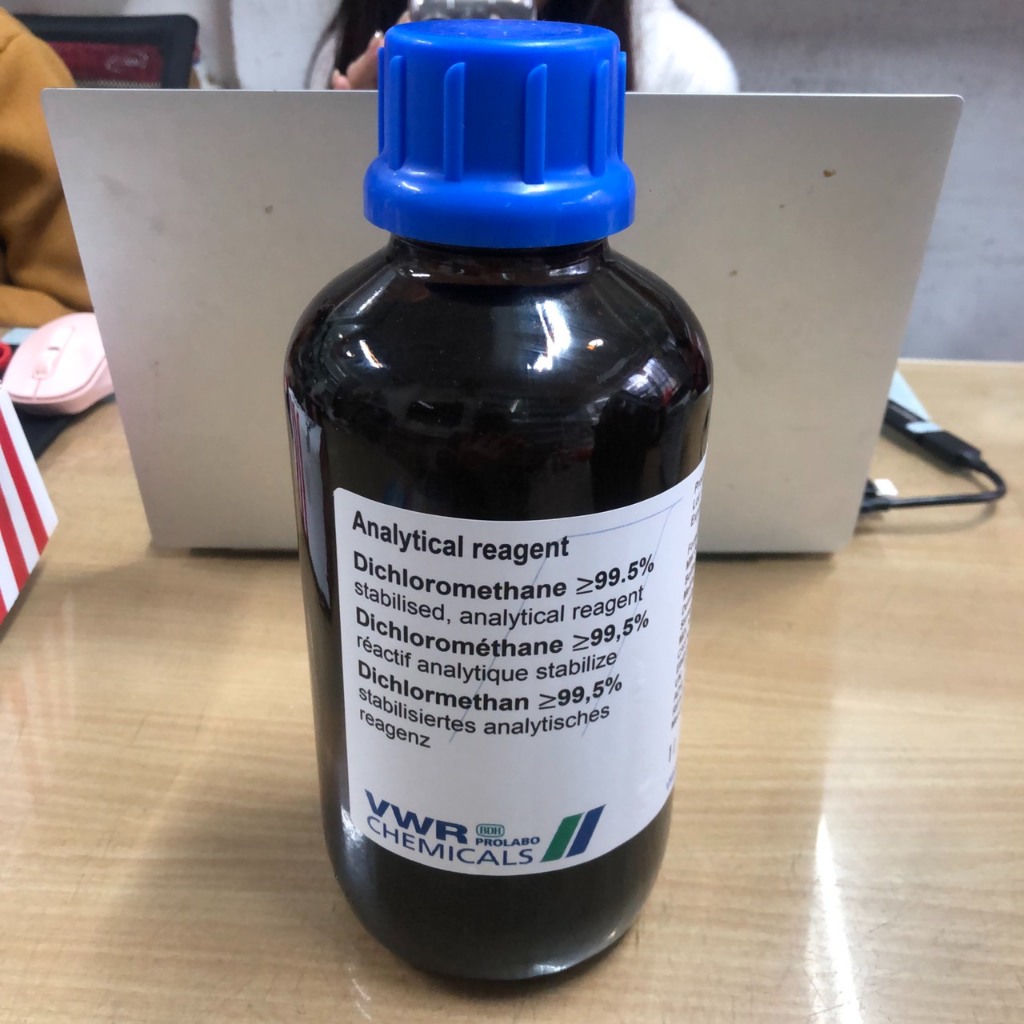 Analytical reagent
Dichloromethane ≥99.5%
stabilised, analytical reagent
Dichlorométhane ≥99,5%
réactif analytique stabilize
Dichlormethan ≥99,5%
stabilisiertes analytisches
reagenz
VWR BDH PROLABO
CHEMICALS